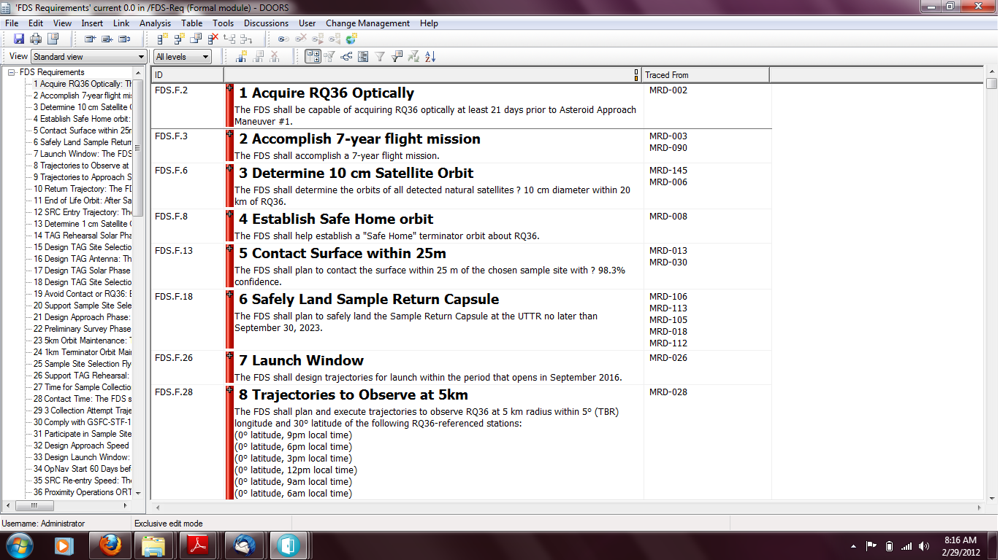 'FDS Requirements' current 0.0 in /FDS-Req (Formal module) - DOORS
File Edit View Insert Link Analysis Table Tools Discussions User Change Management Help
View Standard view All levels
FDS Requirements
1 Acquire RQ36 Optically: Th
2 Accomplish 7-year flight mis
3 Determine 10 cm Satellite O
4 Establish Safe Home orbit:
5 Contact Surface within 25m
6 Safely Land Sample Return
7 Launch Window: The FDS
8 Trajectories to Observe at
9 Trajectories to Approach S
10 Return Trajectory: The FD
11 End of Life Orbit: After Sa
12 SRC Entry Trajectory: The
13 Determine 1 cm Satellite O
14 TAG Rehearsal Solar Pha
15 Design TAG Site Selectio
16 Design TAG Antenna: Th
17 Design TAG Solar Phase
18 Design TAG Site Selectio
19 Avoid Contact or RQ36: E
20 Support Sample Site Sele
21 Design Approach Phase:
22 Preliminary Survey Phase
23 5km Orbit Maintenance: T
24 1km Terminator Orbit Mai
25 Sample Site Selection Fly
26 Support TAG Rehearsal:
27 Time for Sample Collectio
28 Contact Time: The FDS s
29 3 Collection Attempt Traje
30 Comply with GSFC-STF-1
31 Participate in Sample Site
32 Design Approach Speed
33 Design Launch Window:
34 OpNav Start 60 Days bef
35 SRC Re-entry Speed: The
36 Proximity Operations ORT
ID Traced From
FDS.F.2 1 Acquire RQ36 Optically MRD-002
The FDS shall be capable of acquiring RQ36 optically at least 21 days prior to Asteroid Approach
Maneuver #1.
FDS.F.3 2 Accomplish 7-year flight mission MRD-003
MRD-090
The FDS shall accomplish a 7-year flight mission.
FDS.F.6 3 Determine 10 cm Satellite Orbit MRD-145
MRD-006
The FDS shall determine the orbits of all detected natural satellites ? 10 cm diameter within 20
km of RQ36.
FDS.F.8 4 Establish Safe Home orbit MRD-008
The FDS shall help establish a "Safe Home" terminator orbit about RQ36.
FDS.F.13 5 Contact Surface within 25m MRD-013
MRD-030
The FDS shall plan to contact the surface within 25 m of the chosen sample site with ? 98.3%
confidence.
FDS.F.18 6 Safely Land Sample Return Capsule MRD-106
MRD-113
The FDS shall plan to safely land the Sample Return Capsule at the UTTR no later than MRD-105
September 30, 2023. MRD-018
MRD-112
FDS.F.26 7 Launch Window MRD-026
The FDS shall design trajectories for launch within the period that opens in September 2016.
FDS.F.28 8 Trajectories to Observe at 5km MRD-028
The FDS shall plan and execute trajectories to observe RQ36 at 5 km radius within 5° (TBR)
longitude and 30° latitude of the following RQ36-referenced stations:
(0° latitude, 9pm local time)
(0° latitude, 6pm local time)
(0° latitude, 3pm local time)
(0° latitude, 12pm local time)
(0° latitude, 9am local time)
(0° latitude, 6am local time)
Username: Administrator Exclusive edit mode
8:16 AM
2/29/2012